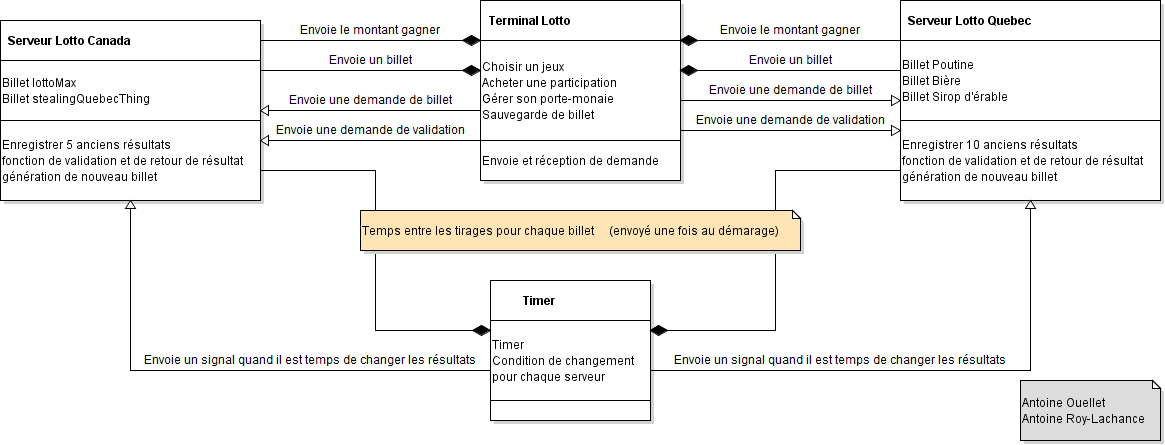 Serveur Lotto Canada
Billet lottoMax
Billet stealingQuebecThing
Enregistrer 5 anciens résultats
fonction de validation et de retour de résultat
génération de nouveau billet
Envoie le montant gagner
Envoie un billet
Envoie une demande de billet
Envoie une demande de validation
Terminal Lotto
Choisir un jeux
Acheter une participation
Gérer son porte-monaie
Sauvegarde de billet
Envoie et réception de demande
Envoie le montant gagner
Envoie un billet
Envoie une demande de billet
Envoie une demande de validation
Serveur Lotto Quebec
Billet Poutine
Billet Bière
Billet Sirop d'érable
Enregistrer 10 anciens résultats
fonction de validation et de retour de résultat
génération de nouveau billet
Temps entre les tirages pour chaque billet (envoyé une fois au démarage)
Timer
Timer
Condition de changement
pour chaque serveur
Envoie un signal quand il est temps de changer les résultats
Envoie un signal quand il est temps de changer les résultats
Antoine Ouellet
Antoine Roy-Lachance